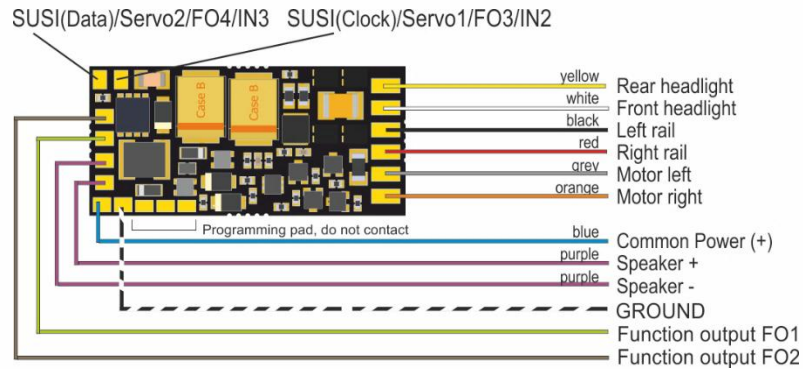 SUSI(Data)/Servo2/FO4/IN3
SUSI(Clock)/Servo1/FO3/IN2
Case B
Case B
yellow
Rear headlight
white
Front headlight
black
Left rail
red
Right rail
grey
Motor left
orange
Motor right
Programming pad, do not contact
blue
Common Power (+)
purple
Speaker +
purple
Speaker -
GROUND
Function output FO1
Function output FO2